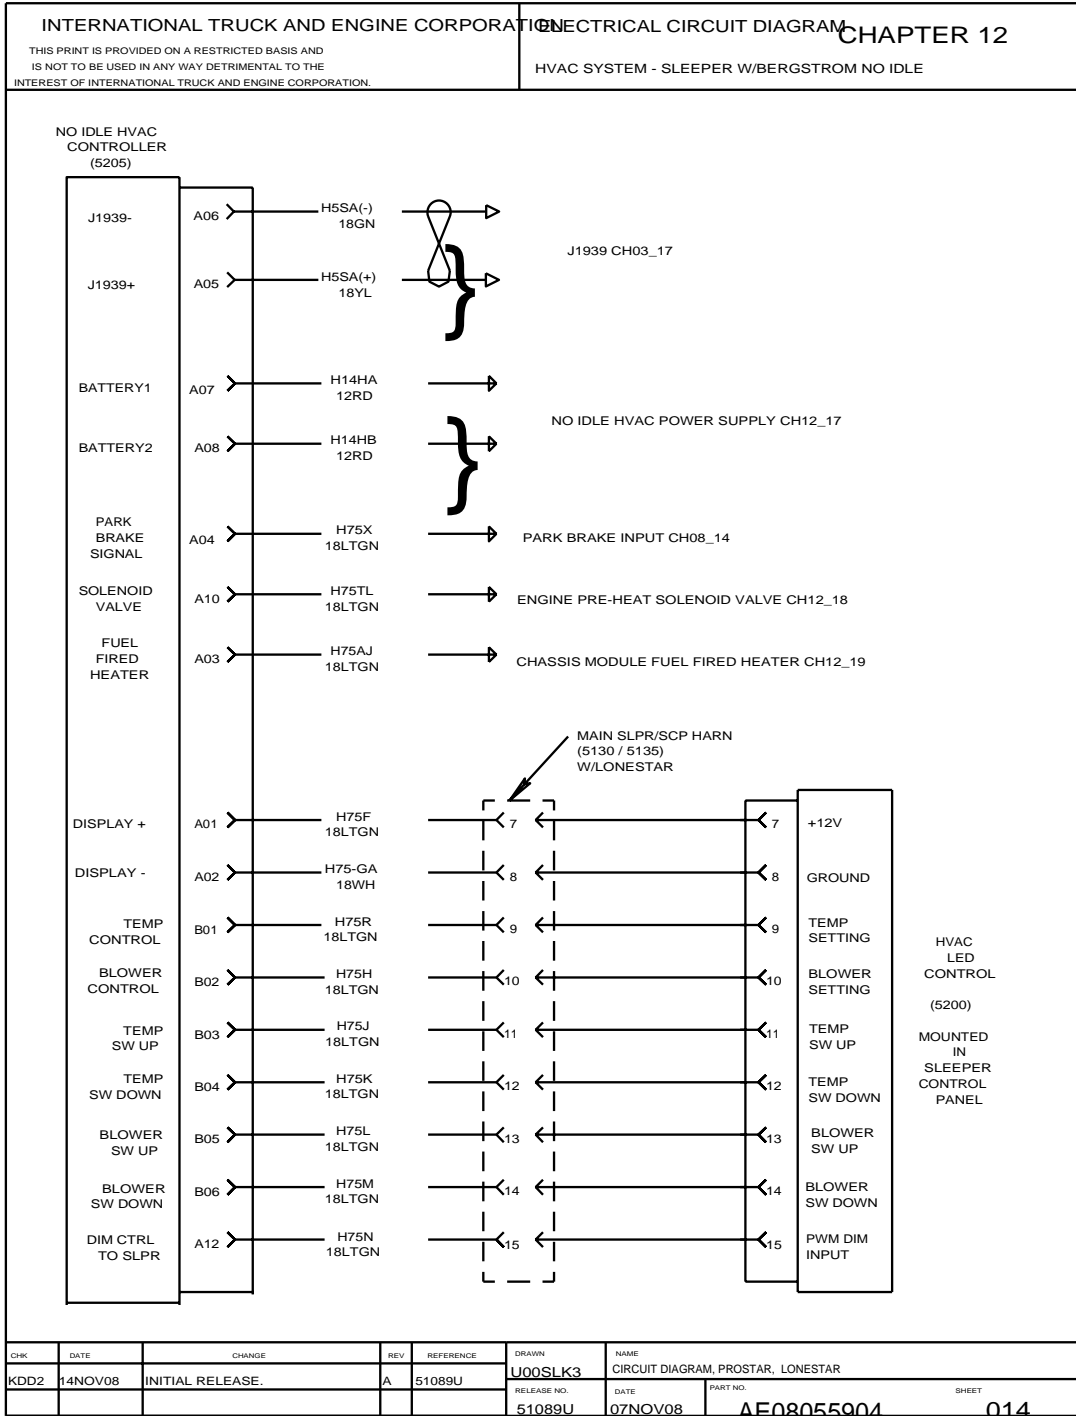 INTERNATIONAL TRUCK AND ENGINE CORPORATION
THIS PRINT IS PROVIDED ON A RESTRICTED BASIS AND
IS NOT TO BE USED IN ANY WAY DETRIMENTAL TO THE
INTEREST OF INTERNATIONAL TRUCK AND ENGINE CORPORATION.
ELECTRICAL CIRCUIT DIAGRAM
CHAPTER 12
HVAC SYSTEM - SLEEPER W/BERGSTROM NO IDLE
NO IDLE HVAC
CONTROLLER
(5205)
J1939- A06 H5SA(-)
18GN
J1939 CH03_17
J1939+ A05 H5SA(+)
18YL
BATTERY1 A07 H14HA
12RD
NO IDLE HVAC POWER SUPPLY CH12_17
BATTERY2 A08 H14HB
12RD
PARK
BRAKE
SIGNAL
A04 H75X
18LTGN
PARK BRAKE INPUT CH08_14
SOLENOID
VALVE
A10 H75TL
18LTGN
ENGINE PRE-HEAT SOLENOID VALVE CH12_18
FUEL
FIRED
HEATER
A03 H75AJ
18LTGN
CHASSIS MODULE FUEL FIRED HEATER CH12_19
MAIN SLPR/SCP HARN
(5130 / 5135)
W/LONESTAR
DISPLAY + A01 H75F
18LTGN
7 7 +12V
DISPLAY - A02 H75-GA
18WH
8 8 GROUND
TEMP
CONTROL
B01 H75R
18LTGN
9 9 TEMP
SETTING
BLOWER
CONTROL
B02 H75H
18LTGN
10 10 BLOWER
SETTING
TEMP
SW UP
B03 H75J
18LTGN
11 11 TEMP
SW UP
TEMP
SW DOWN
B04 H75K
18LTGN
12 12 TEMP
SW DOWN
BLOWER
SW UP
B05 H75L
18LTGN
13 13 BLOWER
SW UP
BLOWER
SW DOWN
B06 H75M
18LTGN
14 14 BLOWER
SW DOWN
DIM CTRL
TO SLPR
A12 H75N
18LTGN
15 15 PWM DIM
INPUT
HVAC
LED
CONTROL
(5200)
MOUNTED
IN
SLEEPER
CONTROL
PANEL
CHK DATE CHANGE REV REFERENCE
KDD2 14NOV08 INITIAL RELEASE. A 51089U
DRAWN
U00SLK3
NAME
CIRCUIT DIAGRAM, PROSTAR, LONESTAR
RELEASE NO.
51089U
DATE
07NOV08
PART NO.
AE08055904
SHEET
014